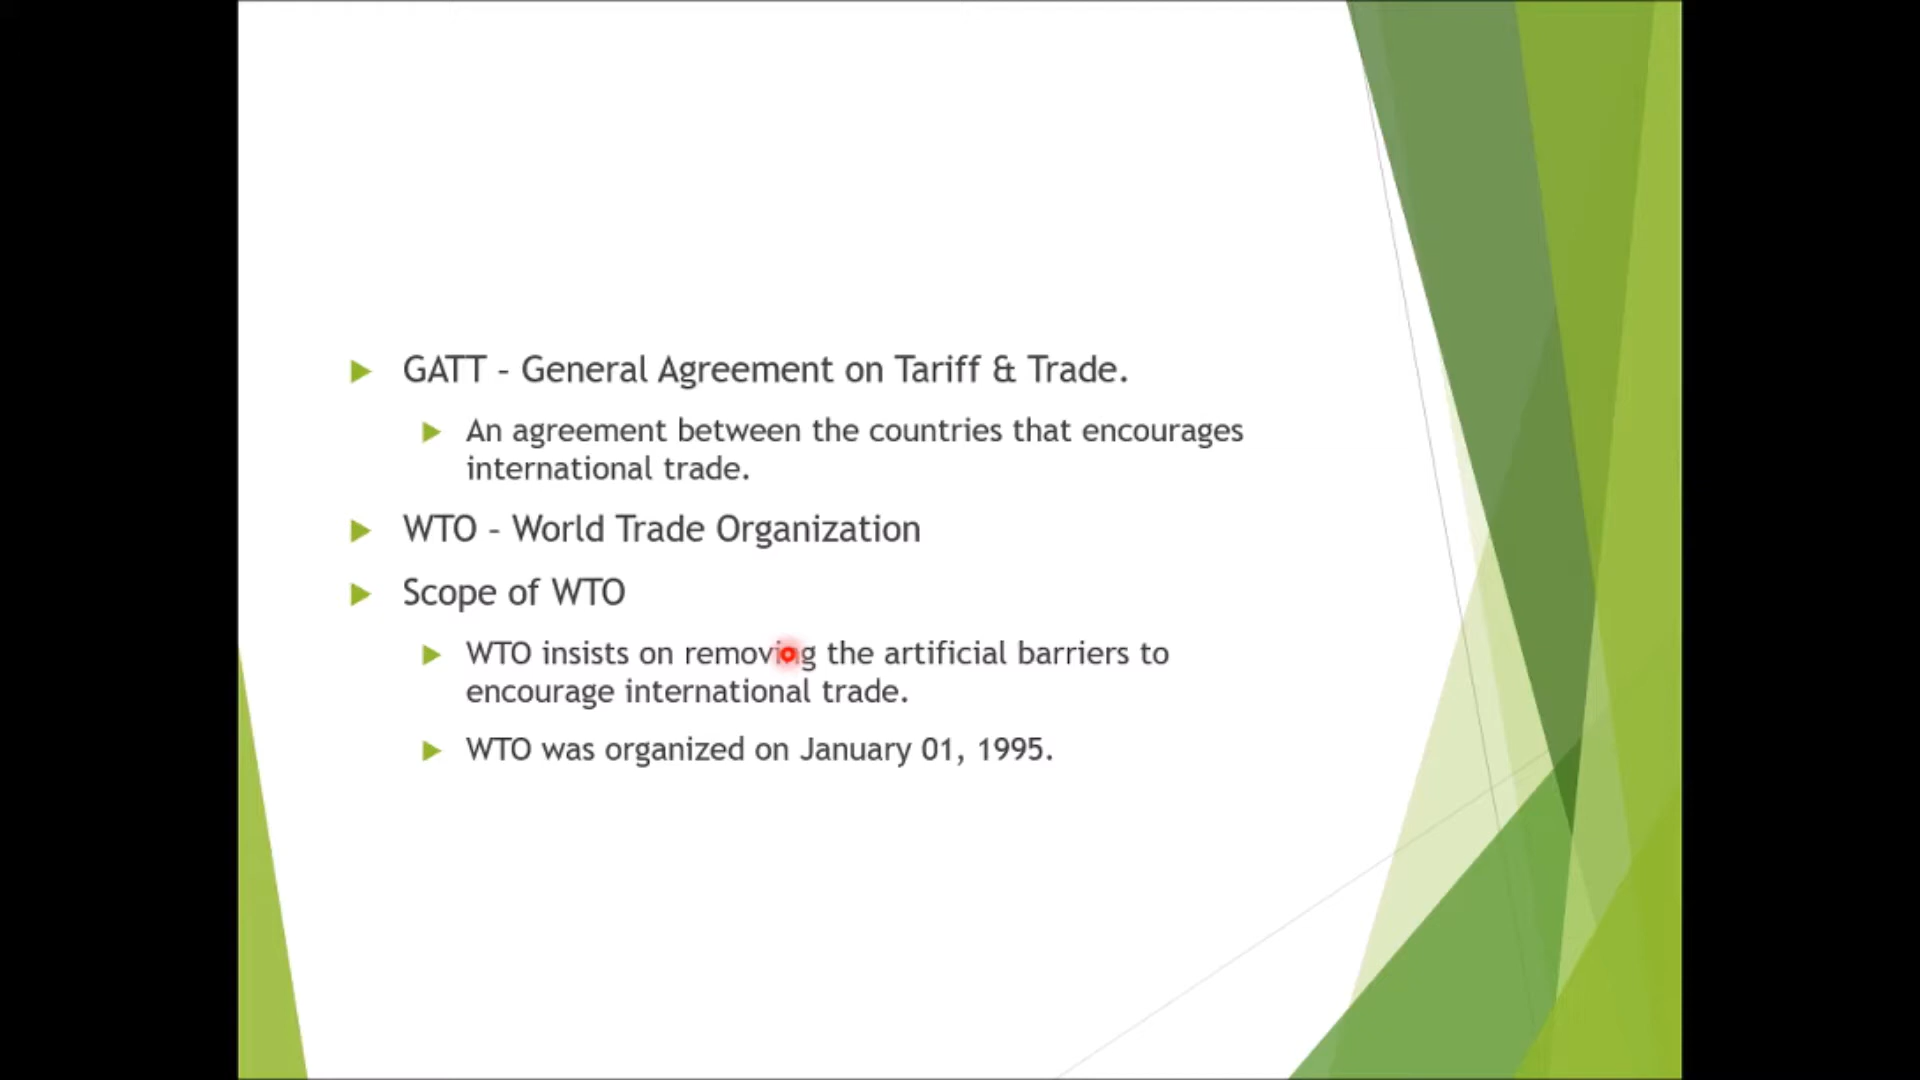 GATT – General Agreement on Tariff & Trade.
An agreement between the countries that encourages
international trade.
WTO – World Trade Organization
Scope of WTO
WTO insists on removing the artificial barriers to
encourage international trade.
WTO was organized on January 01, 1995.